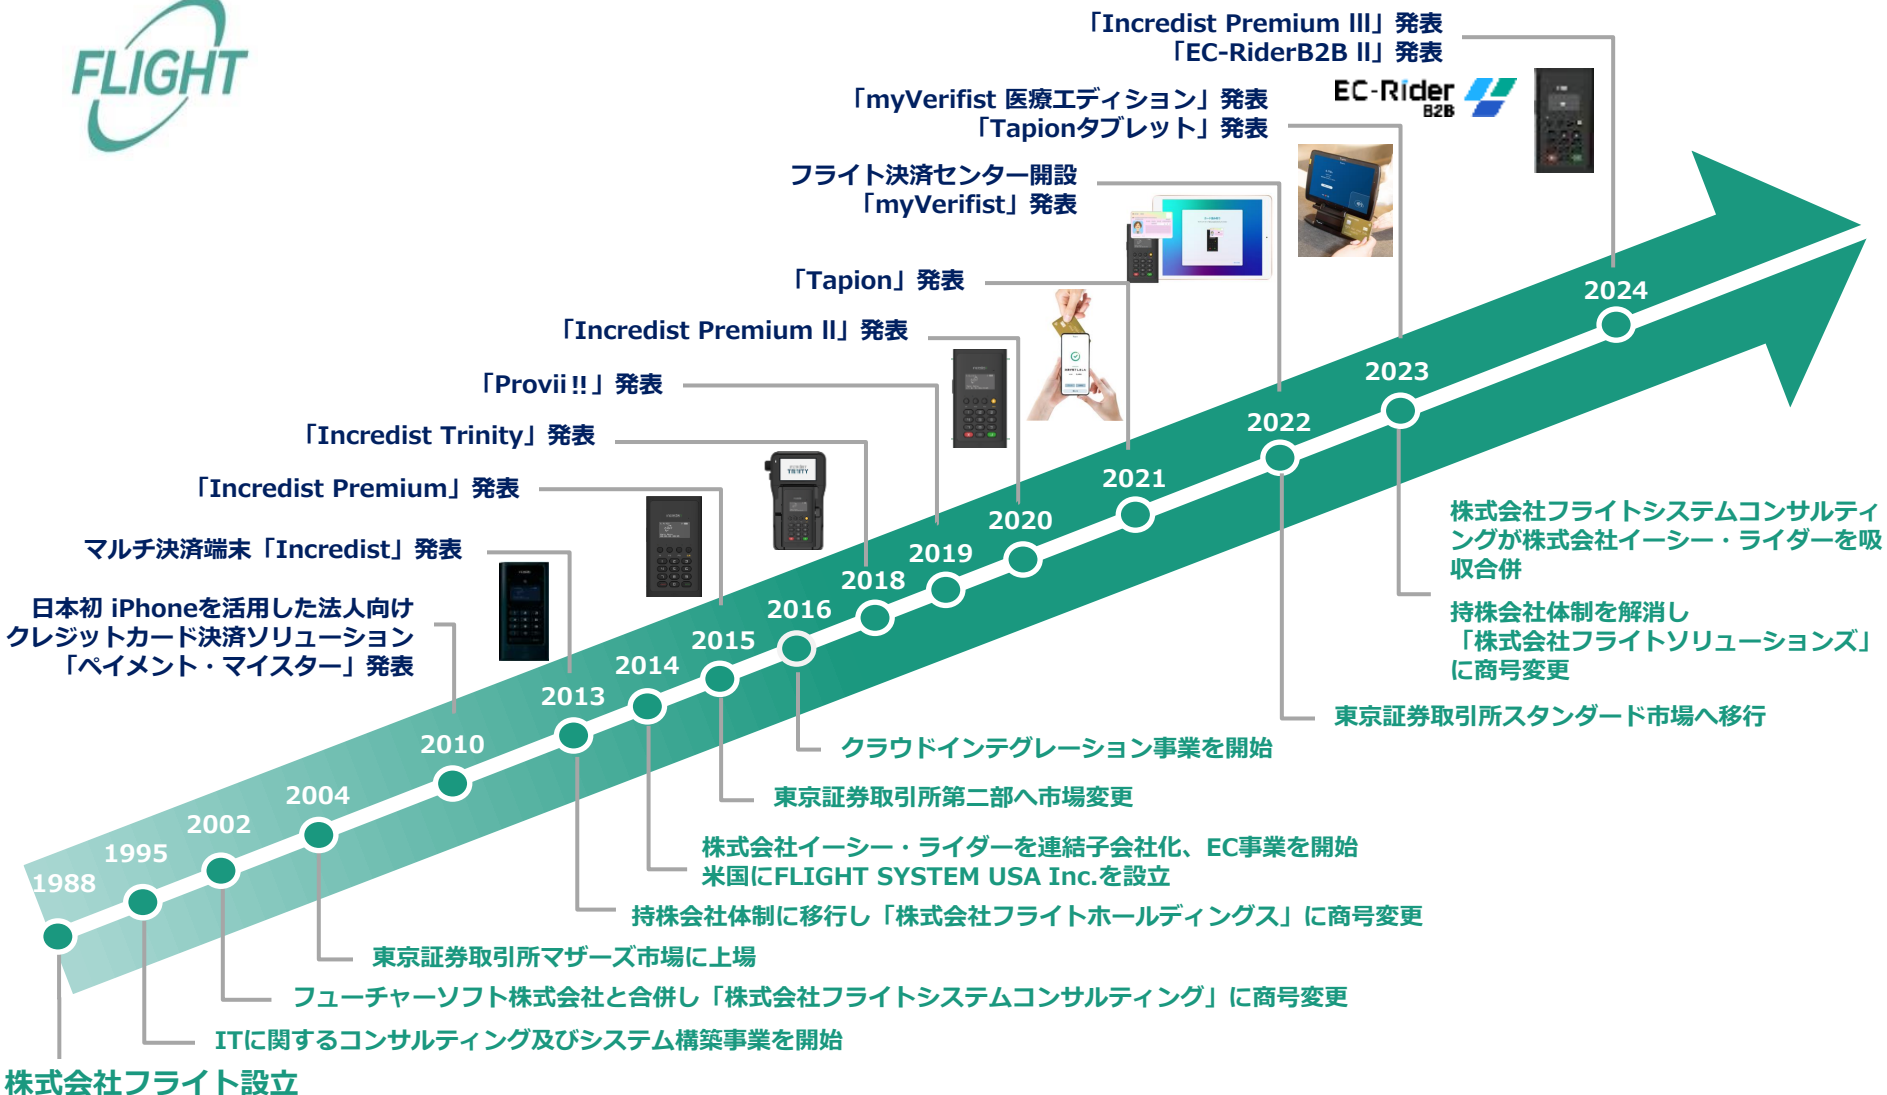 FLIGHT
「Incredist Premium Ⅲ」発表
「EC-RiderB2B Ⅱ」発表
EC-Rider
B2B
「myVerifist 医療エディション」発表
「Tapionタブレット」発表
フライト決済センター開設
「myVerifist」発表
「Tapion」発表
「Incredist Premium Ⅱ」発表
「Provii!!」発表
「Incredist Trinity」発表
TRINITY
「Incredist Premium」発表
マルチ決済端末「Incredist」発表
日本初 iPhoneを活用した法人向け
クレジットカード決済ソリューション
「ペイメント・マイスター」発表
2024
2023
2022
2021
2020
2019
2018
2016
2015
2014
2013
2010
2004
2002
1995
1988
株式会社フライトシステムコンサルティ
ングが株式会社イーシー・ライダーを吸
収合併
持株会社体制を解消し
「株式会社フライトソリューションズ」
に商号変更
東京証券取引所スタンダード市場へ移行
クラウドインテグレーション事業を開始
東京証券取引所第二部へ市場変更
株式会社イーシー・ライダーを連結子会社化、EC事業を開始
米国にFLIGHT SYSTEM USA Inc.を設立
持株会社体制に移行し「株式会社フライトホールディングス」に商号変更
東京証券取引所マザーズ市場に上場
フューチャーソフト株式会社と合併し「株式会社フライトシステムコンサルティング」に商号変更
ITに関するコンサルティング及びシステム構築事業を開始
株式会社フライト設立